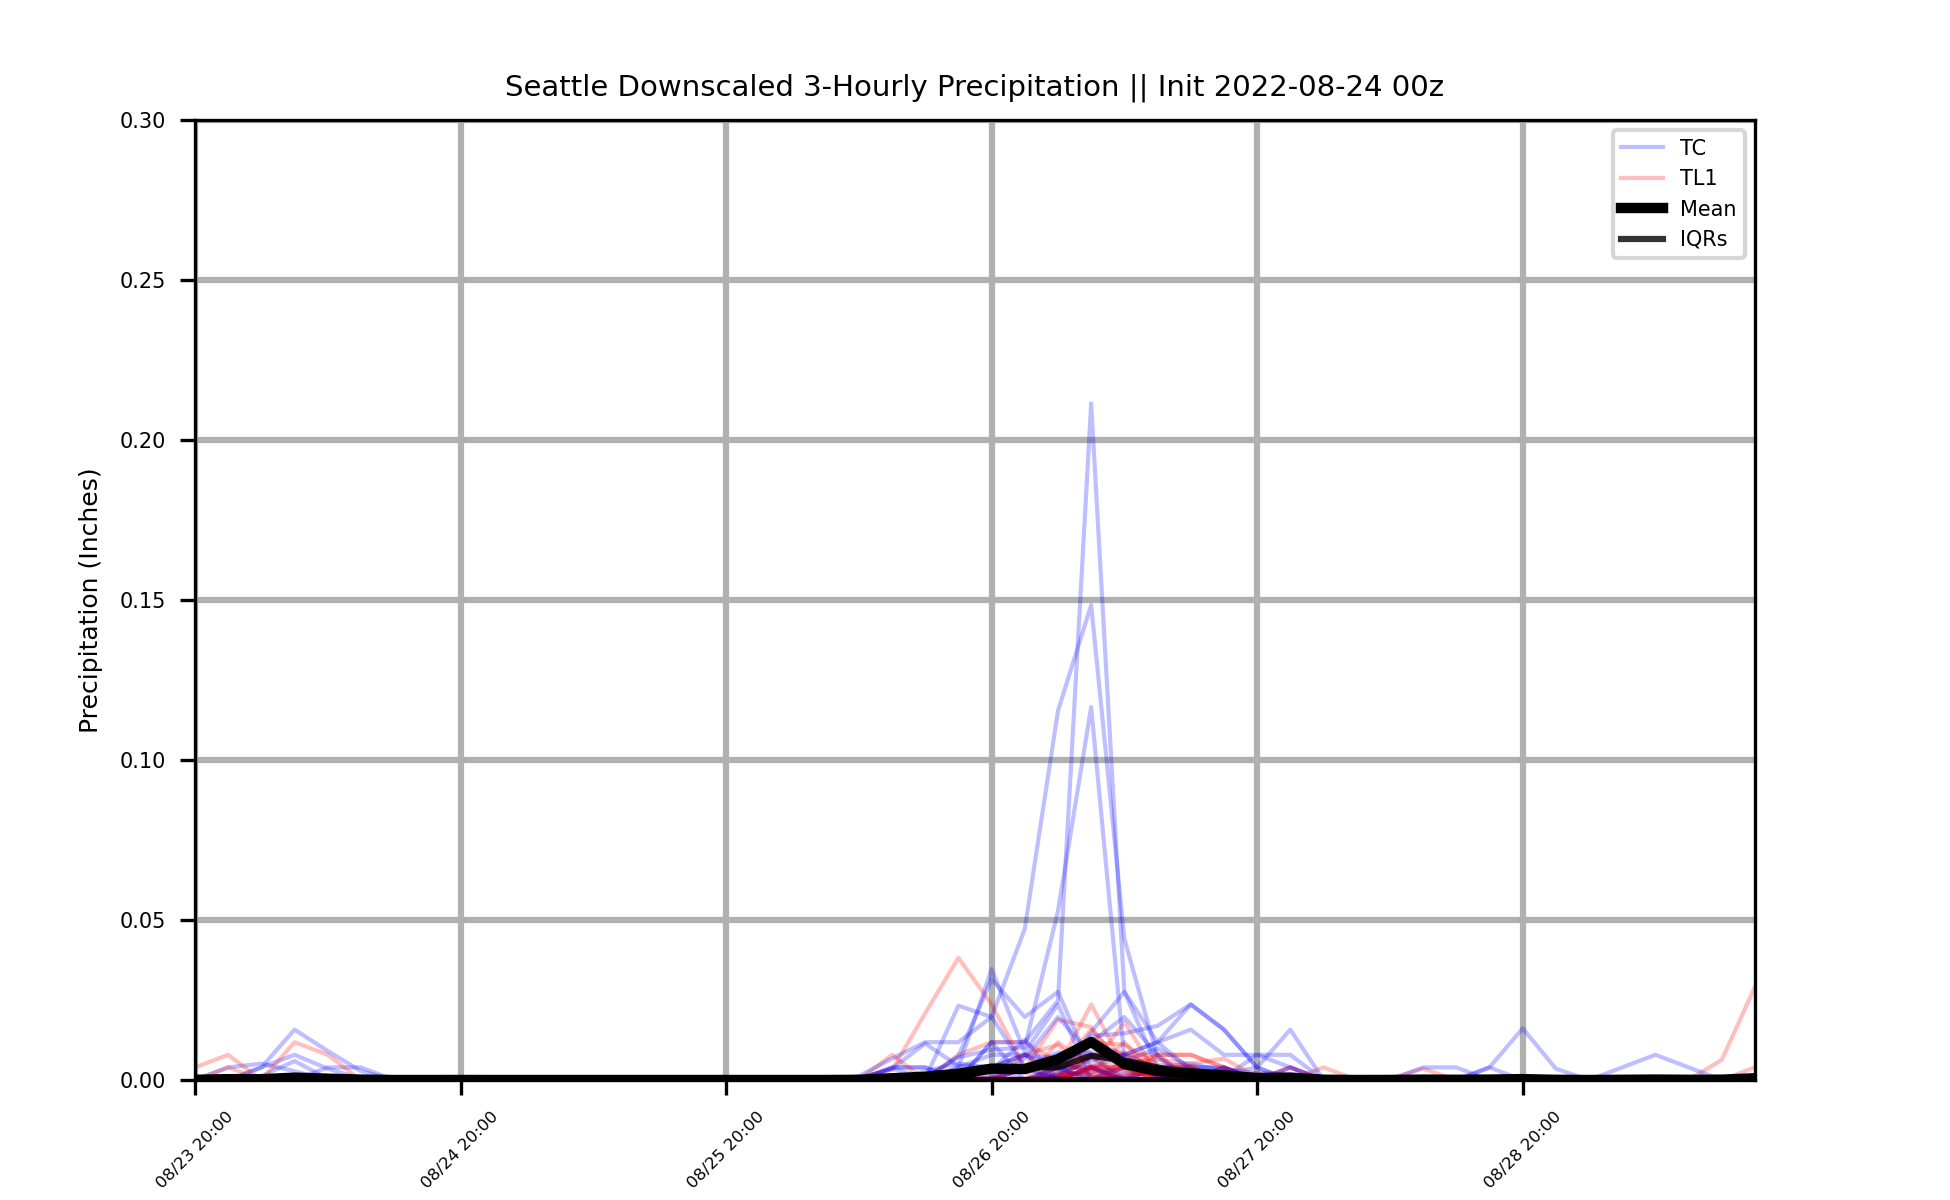 Seattle Downscaled 3-Hourly Precipitation || Init 2022-08-24 00z
TC
TL1
Mean
IQRs
Precipitation (Inches)
0.30
0.25
0.20
0.15
0.10
0.05
0.00
08/23 20:00
08/24 20:00
08/25 20:00
08/26 20:00
08/27 20:00
08/28 20:00